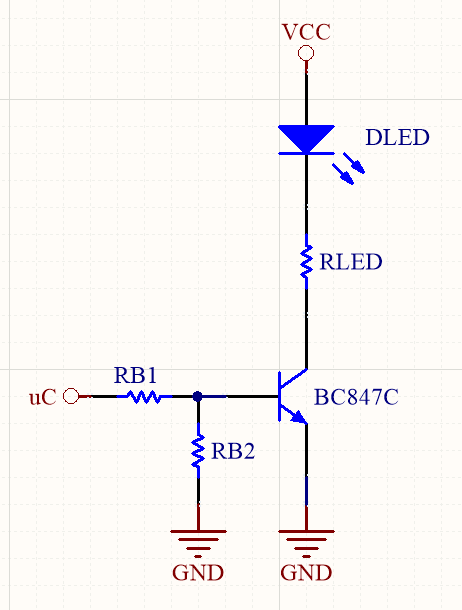 VCC
DLED
RLED
RB1
uC
BC847C
RB2
GND
GND